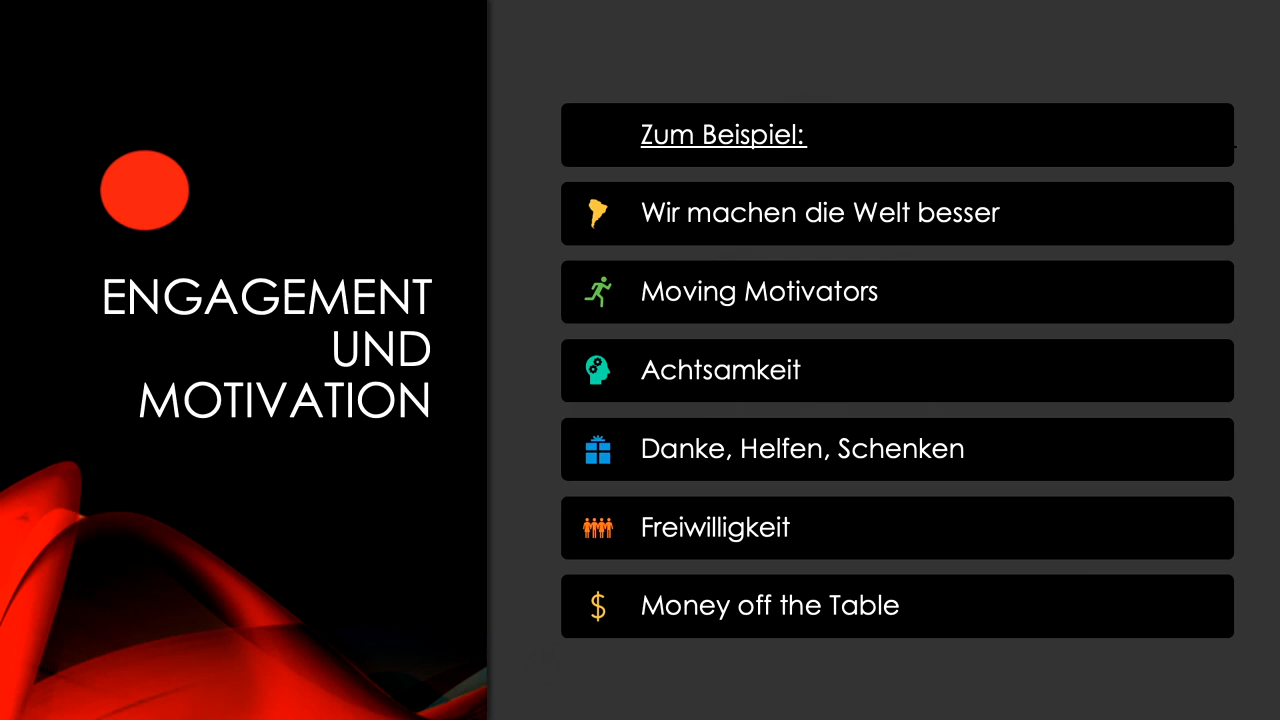 ENGAGEMENT
UND
MOTIVATION
Zum Beispiel:
Wir machen die Welt besser
Moving Motivators
Achtsamkeit
Danke, Helfen, Schenken
Freiwilligkeit
$ Money off the Table